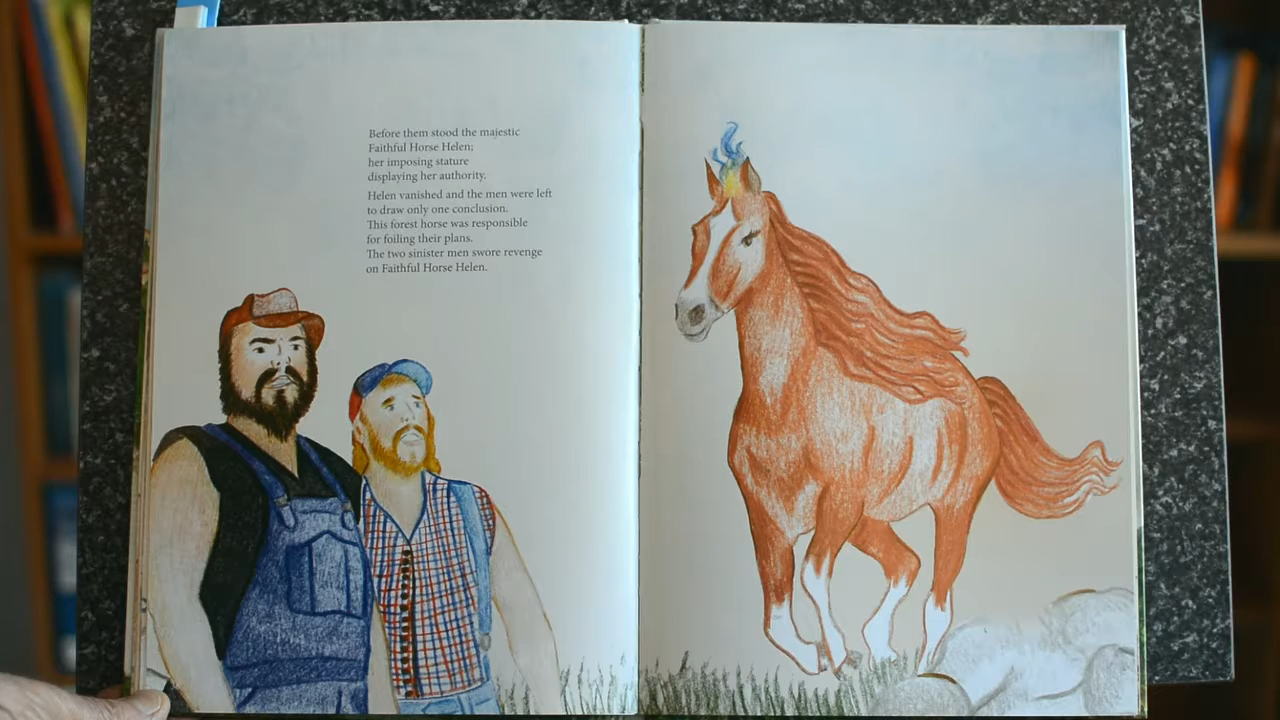 Before them stood the majestic
Faithful Horse Helen;
her imposing stature
displaying her authority.
Helen vanished and the men were left
to draw only one conclusion.
This forest horse was responsible
for foiling their plans.
The two sinister men swore revenge
on Faithful Horse Helen.